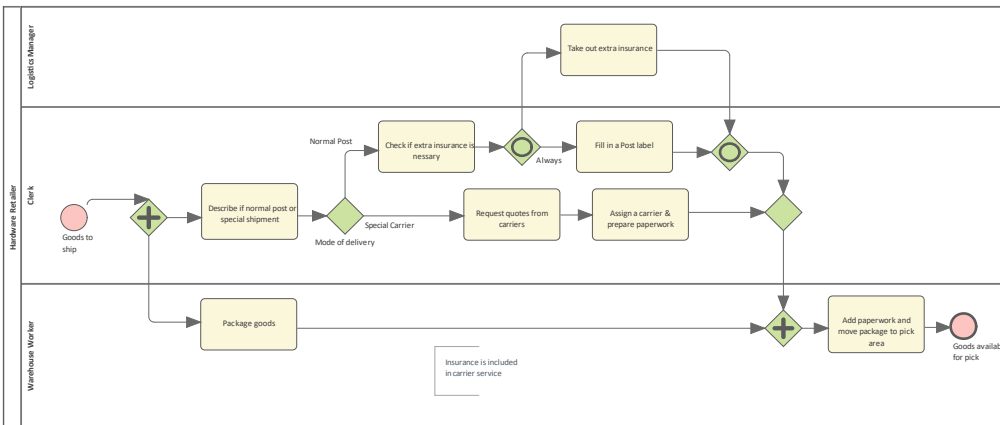 Hardware Retailer
Logistics Manager
Take out extra insurance
Clerk
Normal Post
Check if extra insurance is
nessary
Always
Fill in a Post label
Goods to
ship
Describe if normal post or
special shipment
Mode of delivery
Special Carrier
Request quotes from
carriers
Assign a carrier &
prepare paperwork
Warehouse Worker
Package goods
Insurance is included
in carrier service
Add paperwork and
move package to pick
area
Goods availab
for pick